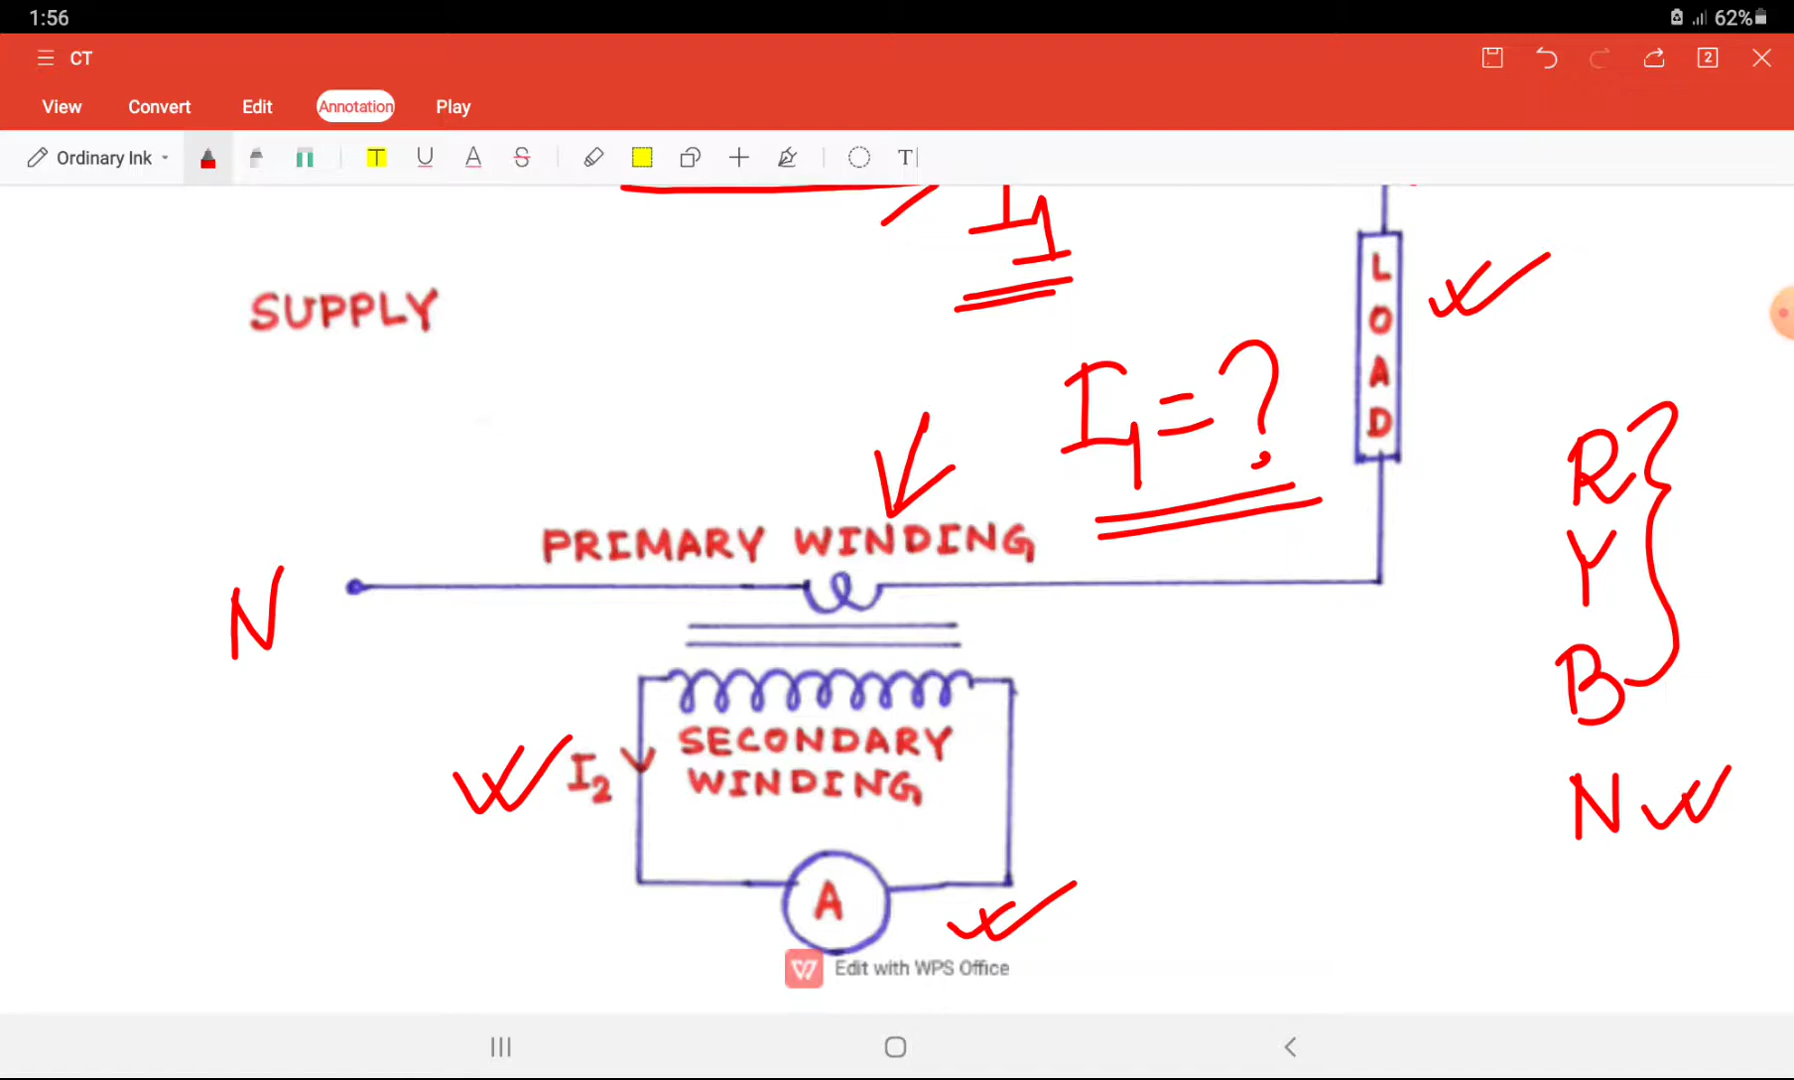 1:56
62%
CT
2
View Convert Edit Annotation Play
Ordinary Ink T U A S T
I1
SUPPLY
LOAD
I1 = ?
PRIMARY WINDING
N
SECONDARY
WINDING
I2
A
R
Y
B
N
Edit with WPS Office